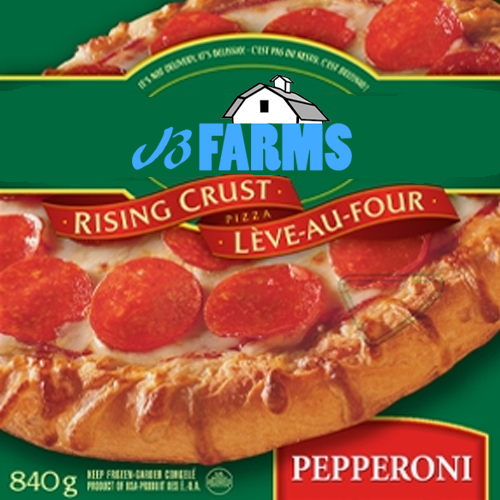 IT'S NOT DELIVERY, IT'S DELISSIO! • C'EST PAS DU RESTO, C'EST DELISSIO!
JB FARMS
• RISING CRUST •
PIZZA
• LÈVE-AU-FOUR •
840g
KEEP FROZEN-GARDER CONGELÉ
PRODUCT OF USA-PRODUIT DES É.-U.A.
PEPPERONI